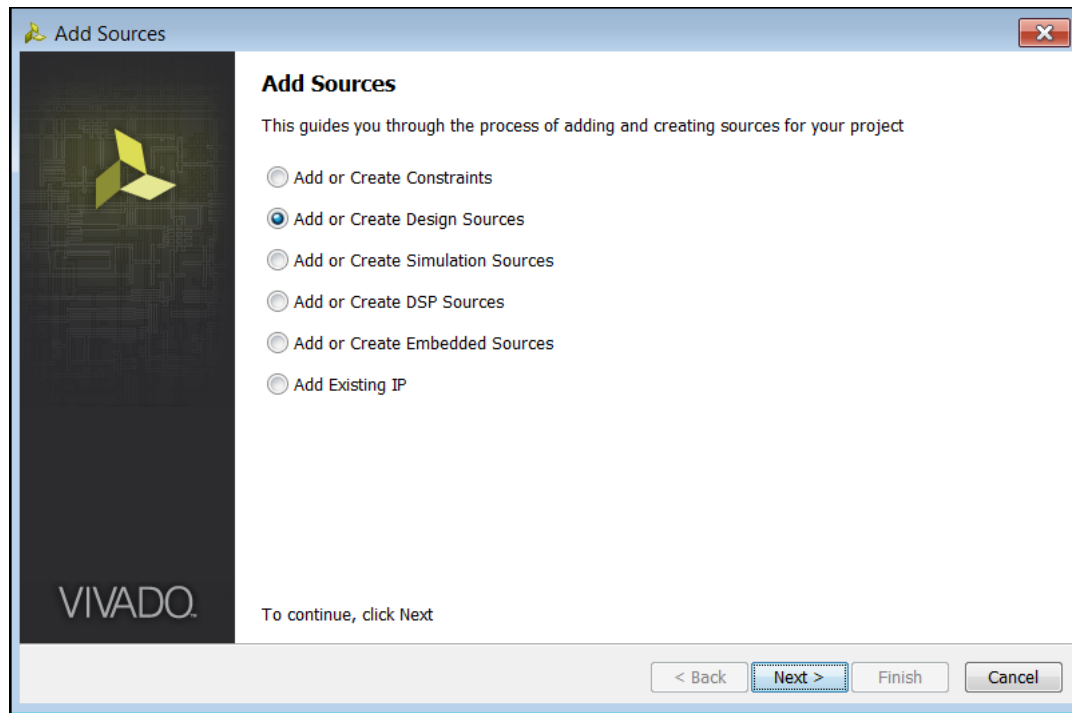 Add Sources
Add Sources
This guides you through the process of adding and creating sources for your project
Add or Create Constraints
Add or Create Design Sources
Add or Create Simulation Sources
Add or Create DSP Sources
Add or Create Embedded Sources
Add Existing IP
VIVADO™
To continue, click Next
< Back Next > Finish Cancel